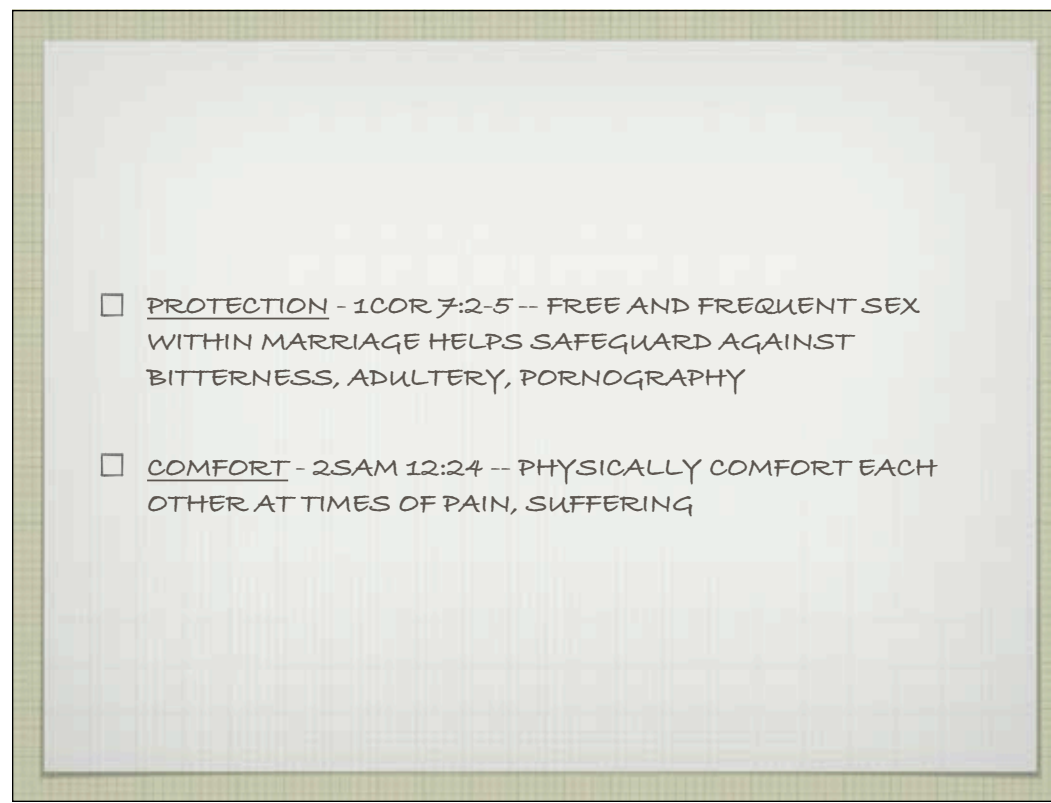 PROTECTION - 1COR 7:2-5 -- FREE AND FREQUENT SEX
WITHIN MARRIAGE HELPS SAFEGUARD AGAINST
BITTERNESS, ADULTERY, PORNOGRAPHY
COMFORT - 2SAM 12:24 -- PHYSICALLY COMFORT EACH
OTHER AT TIMES OF PAIN, SUFFERING